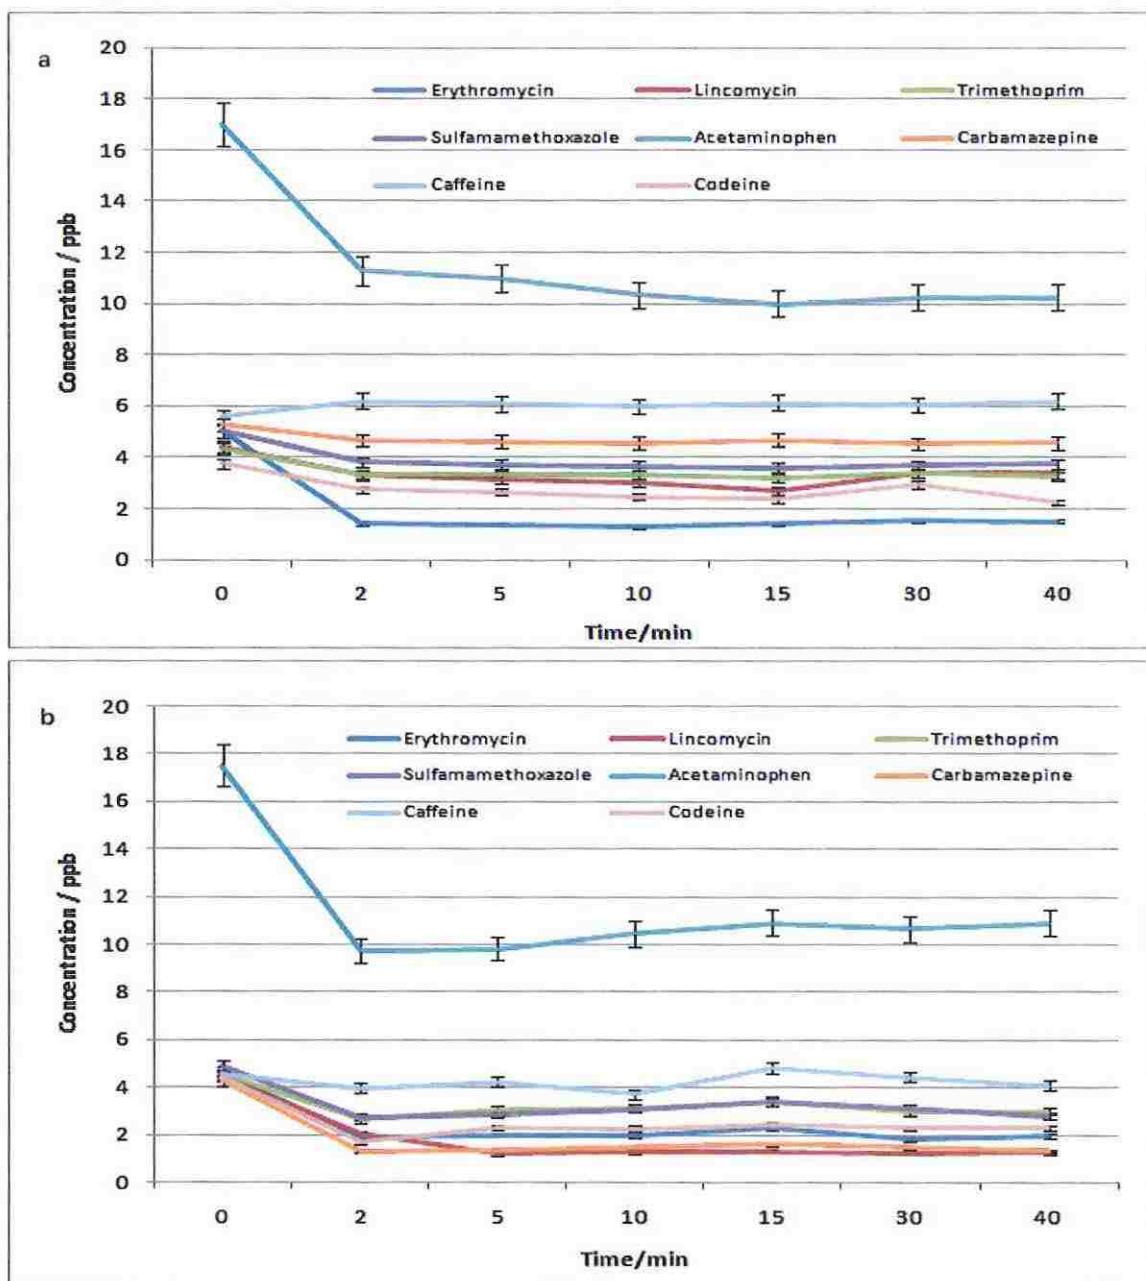 a
20
18
16
14
12
10
8
6
4
2
0
Concentration / ppb
Erythromycin Lincomycin Trimethoprim
Sulfamamethoxazole Acetaminophen Carbamazepine
Caffeine Codeine
0 2 5 10 15 30 40
Time/min
b
20
18
16
14
12
10
8
6
4
2
0
Concentration / ppb
Erythromycin Lincomycin Trimethoprim
Sulfamamethoxazole Acetaminophen Carbamazepine
Caffeine Codeine
0 2 5 10 15 30 40
Time/min